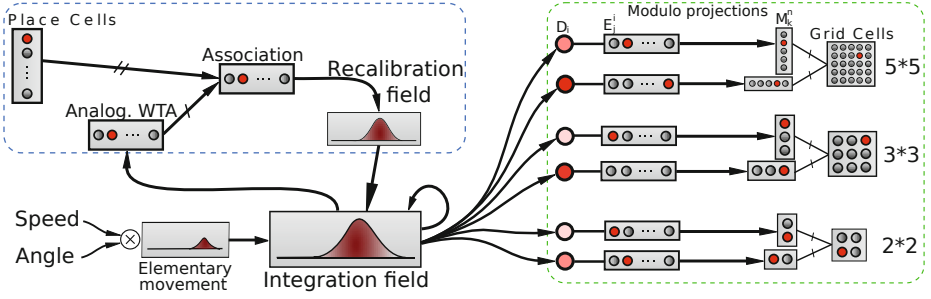 Place Cells
Association
Analog. WTA
Recalibration
field
Speed
Angle
Elementary
movement
Integration field
Modulo projections
D_i
E_j^i
M_k^n
Grid Cells
5*5
3*3
2*2